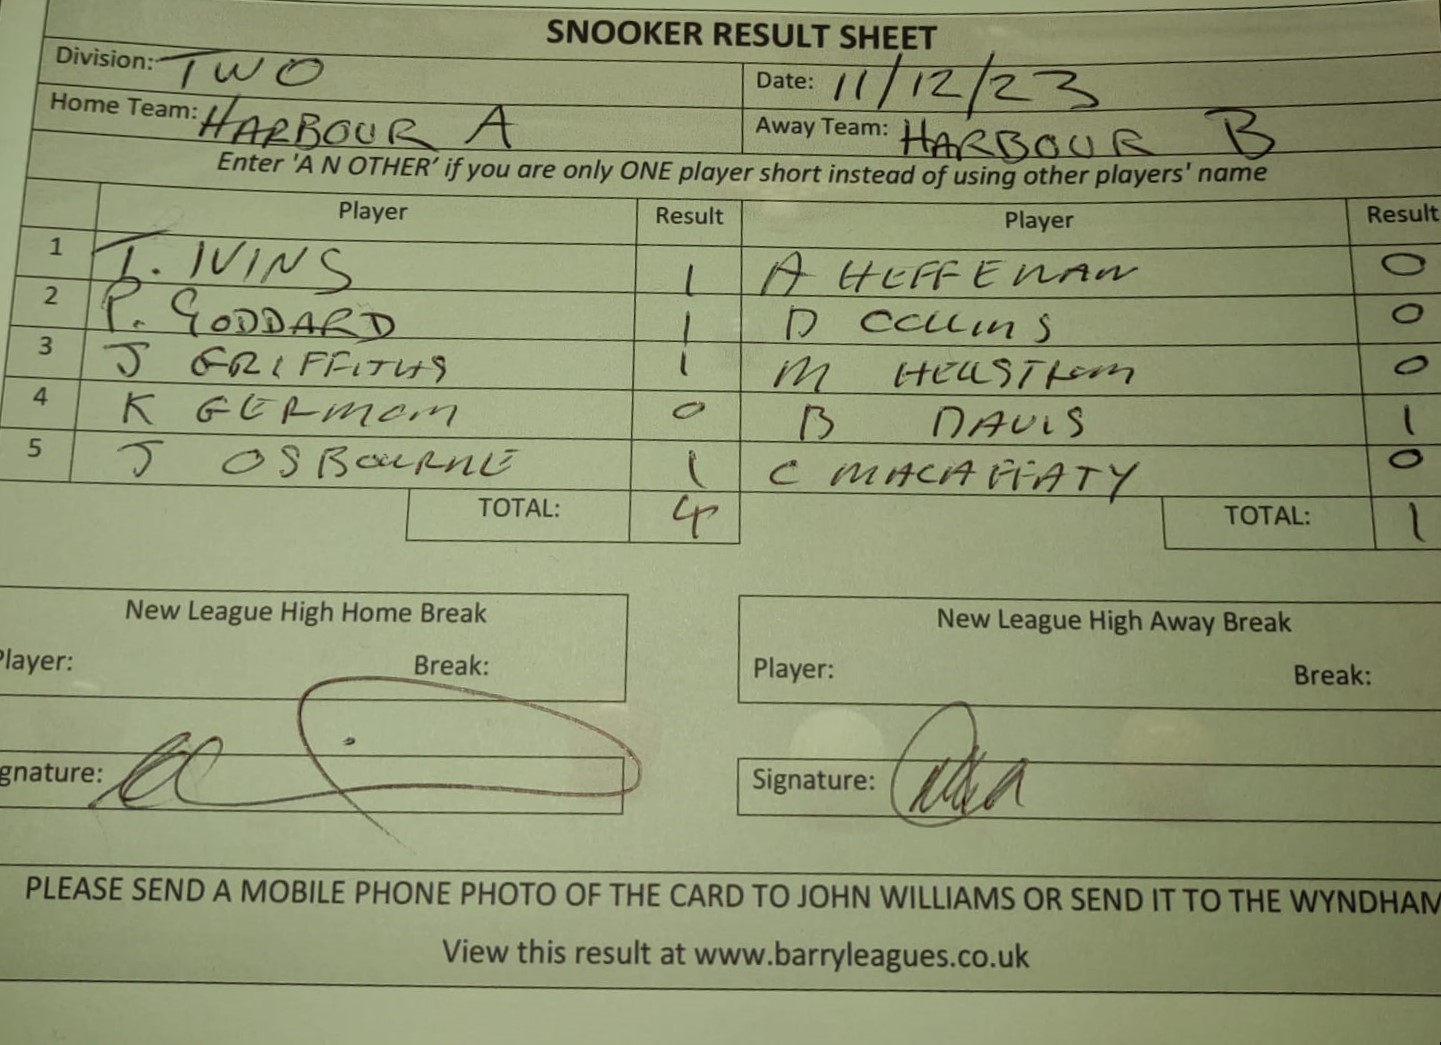 SNOOKER RESULT SHEET
Division: TWO Date: 11/12/23
Home Team: HARBOUR A Away Team: HARBOUR B
Enter 'A N OTHER' if you are only ONE player short instead of using other players' name
Player Result Player Result
1 T. IVINS 1 A HEFFENAN 0
2 P. GODDARD 1 D COLLINS 0
3 J GRIFFITHS 1 M HELLSTROM 0
4 K GERMAM 0 B DAVIS 1
5 J OSBOURNE 1 C MACAFFATY 0
TOTAL: 4 TOTAL: 1
New League High Home Break New League High Away Break
Player: Break: Player: Break:
gnature: Signature:
PLEASE SEND A MOBILE PHONE PHOTO OF THE CARD TO JOHN WILLIAMS OR SEND IT TO THE WYNDHAM
View this result at www.barryleagues.co.uk